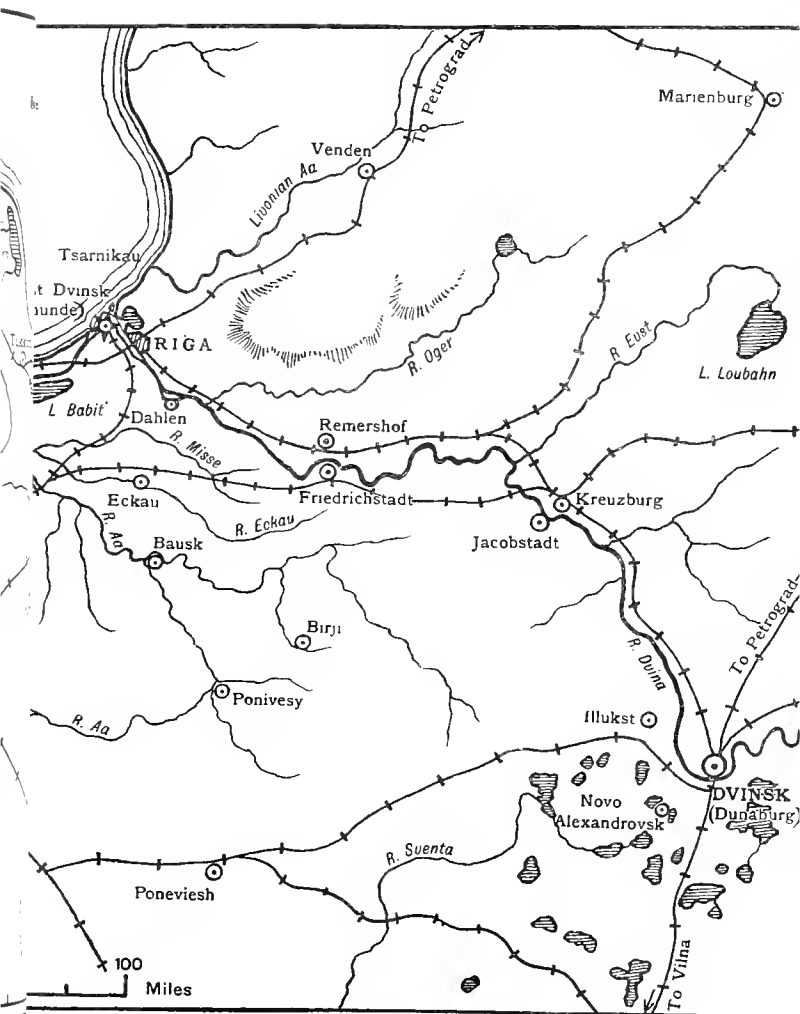 To Petrograd
Marienburg
Venden
Livonian Aa
Tsarnikau
t Dvinsk
unde)
RIGA
R. Oger
R Eust
L. Loubahn
L Babit
Dahlen
R. Misse
Remershof
Eckau
Friedrichstadt
Kreuzburg
R. Aa
R. Eckau
Jacobstadt
Bausk
Birji
To Petrograd
R. Dvina
Ponivesy
R. Aa
Illukst
DVINSK
(Dunaburg)
Novo
Alexandrovsk
R. Suenta
Poneviesh
To Vilna
100
Miles